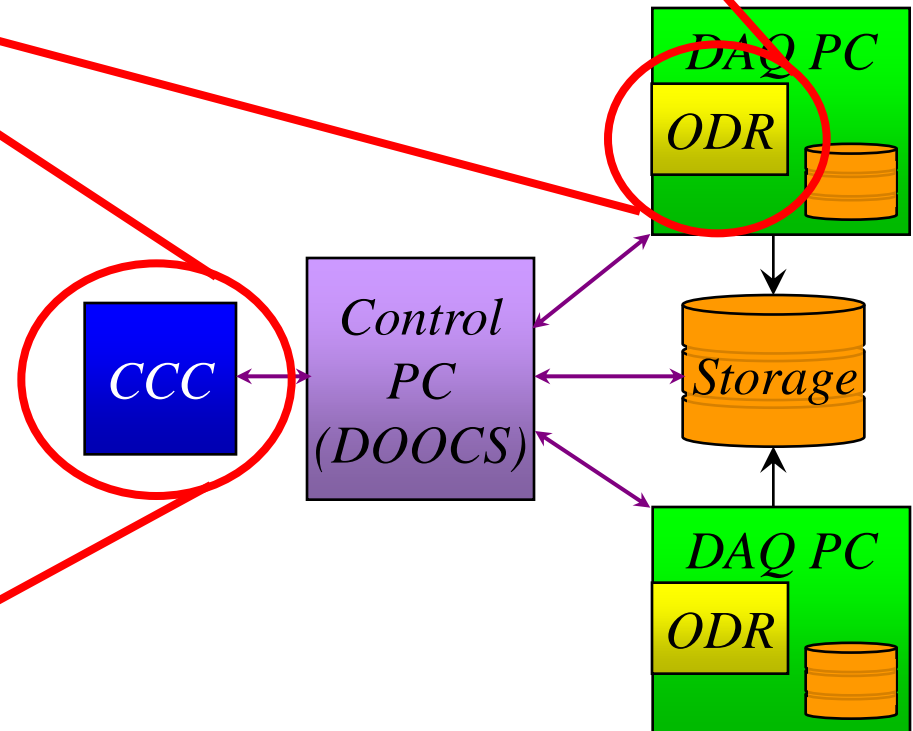 DAQ PC
ODR
Control
PC
(DOOCS)
CCC
Storage
DAQ PC
ODR